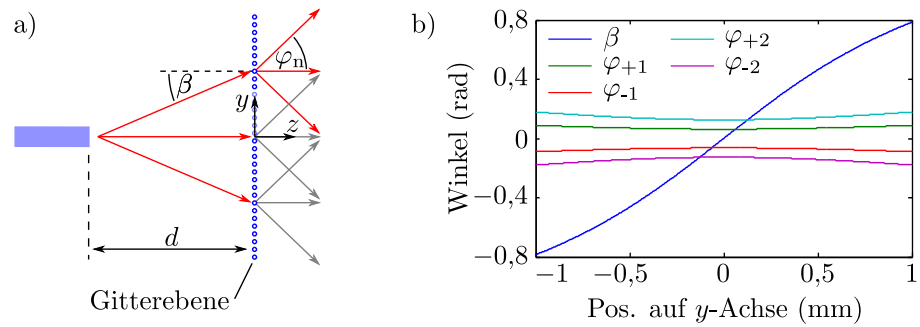 a)
φn
β
y
z
d
Gitterebene
b)
Winkel (rad)
0,8
0,4
0
−0,4
−0,8
β
φ+1
φ-1
φ+2
φ-2
−1
−0,5
0
0,5
1
Pos. auf y-Achse (mm)